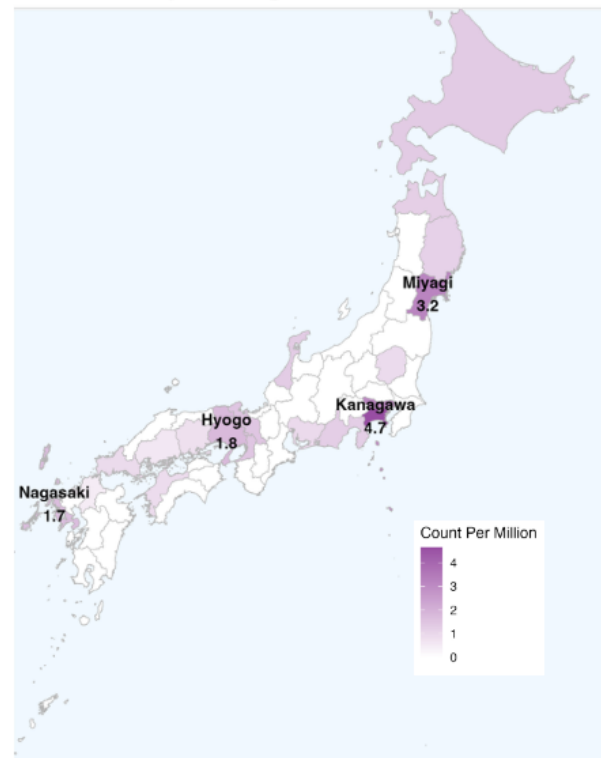 Miyagi
3.2
Kanagawa
4.7
Hyogo
1.8
Nagasaki
1.7
Count Per Million
4
3
2
1
0